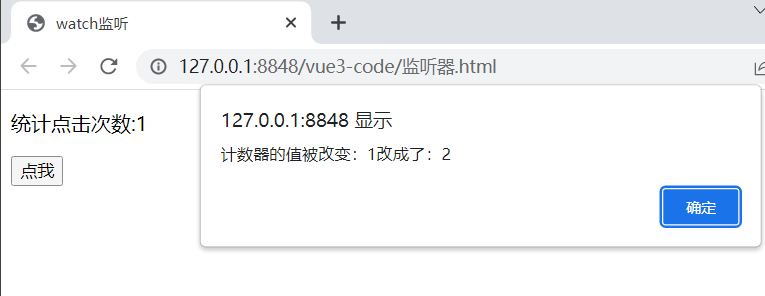 watch监听
127.0.0.1:8848/vue3-code/监听器.html
127.0.0.1:8848 显示
计数器的值被改变：1改成了：2
确定
统计点击次数:1
点我